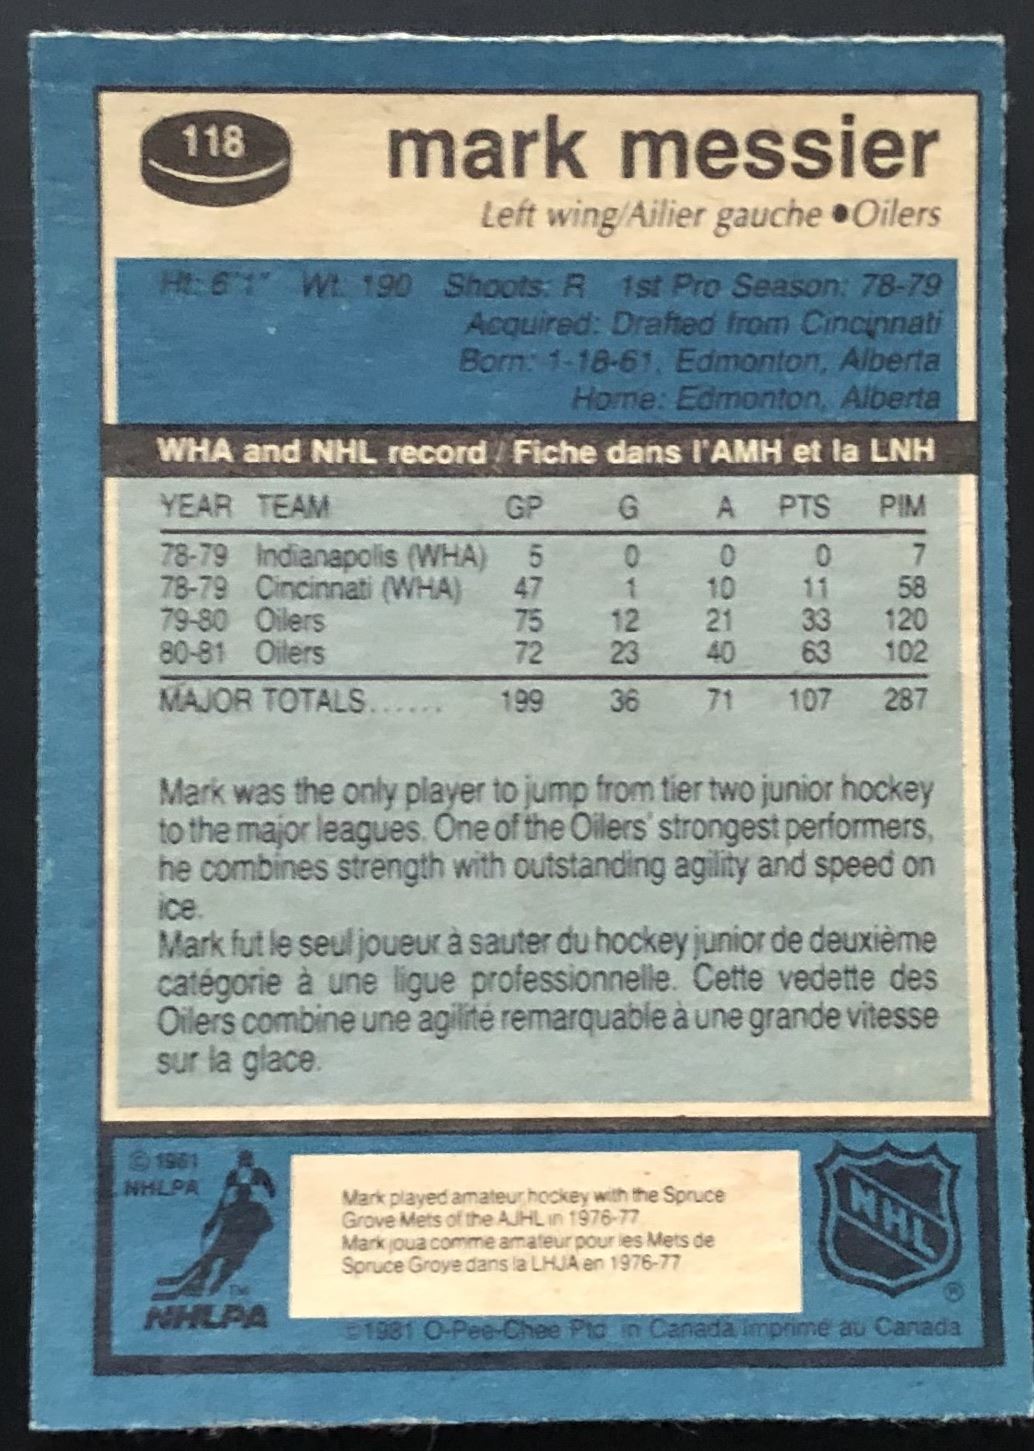 118
mark messier
Left wing/Ailier gauche • Oilers
Ht: 6'1" Wt. 190 Shoots: R 1st Pro Season: 78-79
Acquired: Drafted from Cincinnati
Born: 1-18-61, Edmonton, Alberta
Home: Edmonton, Alberta
WHA and NHL record / Fiche dans l'AMH et la LNH
YEAR TEAM GP G A PTS PIM
78-79 Indianapolis (WHA) 5 0 0 0 7
78-79 Cincinnati (WHA) 47 1 10 11 58
79-80 Oilers 75 12 21 33 120
80-81 Oilers 72 23 40 63 102
MAJOR TOTALS...... 199 36 71 107 287
Mark was the only player to jump from tier two junior hockey
to the major leagues. One of the Oilers' strongest performers,
he combines strength with outstanding agility and speed on
ice.
Mark fut le seul joueur à sauter du hockey junior de deuxième
catégorie à une ligue professionnelle. Cette vedette des
Oilers combine une agilité remarquable à une grande vitesse
sur la glace.
© 1981
NHLPA
Mark played amateur hockey with the Spruce
Grove Mets of the AJHL in 1976-77
Mark joua comme amateur pour les Mets de
Spruce Groye dans la LHJA en 1976-77
NHL
®
TM
NHLPA
©1981 O-Pee-Chee Ptd. in Canada Imprimé au Canada